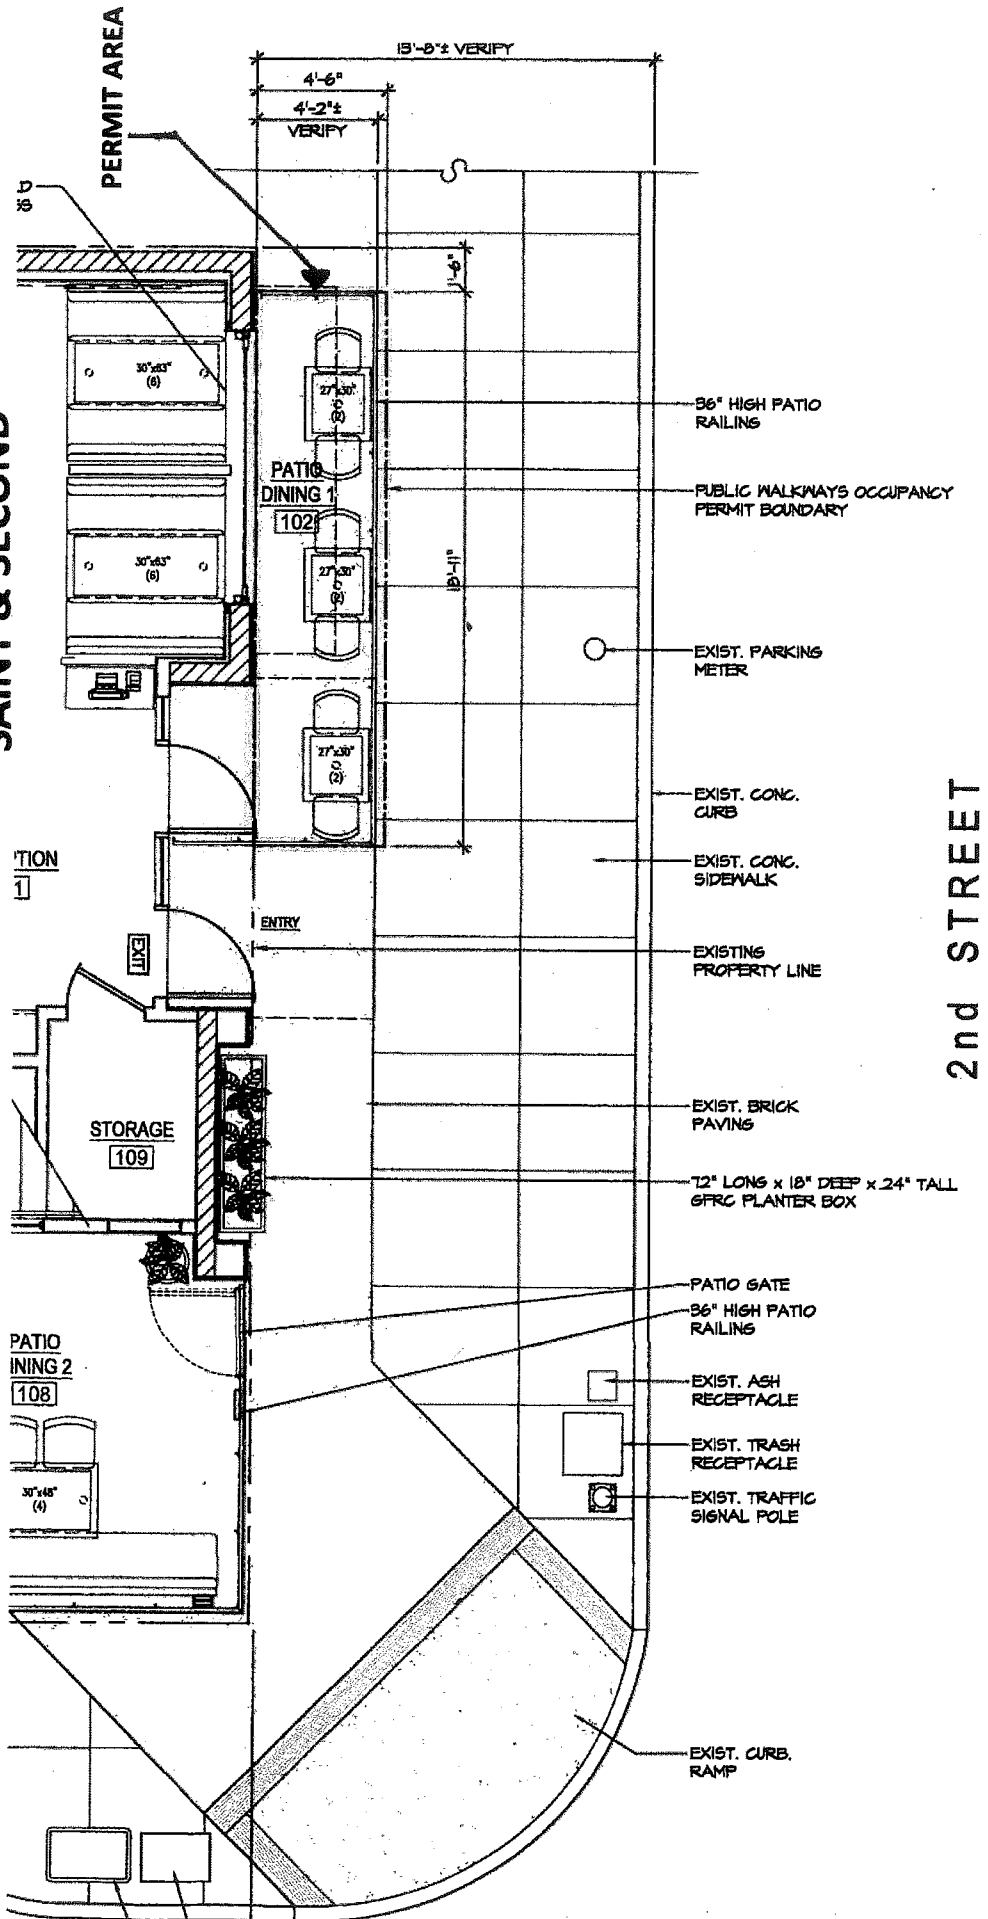 13'-8"± VERIFY
4'-6"
4'-2"±
VERIFY
PERMIT AREA
1'-6"
30"x63"
(6)
27"x30"
(2)
36" HIGH PATIO
RAILING
PATIO
DINING 1
102
PUBLIC WALKWAYS OCCUPANCY
PERMIT BOUNDARY
SAINT & SECOND
30"x63"
(6)
27"x30"
(2)
18'-11"
EXIST. PARKING
METER
27"x30"
(2)
EXIST. CONC.
CURB
2nd STREET
EXIST. CONC.
SIDEWALK
TION
1
ENTRY
EXIT
EXISTING
PROPERTY LINE
EXIST. BRICK
PAVING
STORAGE
109
72" LONG x 18" DEEP x 24" TALL
GFRC PLANTER BOX
PATIO GATE
36" HIGH PATIO
RAILING
PATIO
INING 2
108
EXIST. ASH
RECEPTACLE
EXIST. TRASH
RECEPTACLE
30"x48"
(4)
EXIST. TRAFFIC
SIGNAL POLE
EXIST. CURB.
RAMP